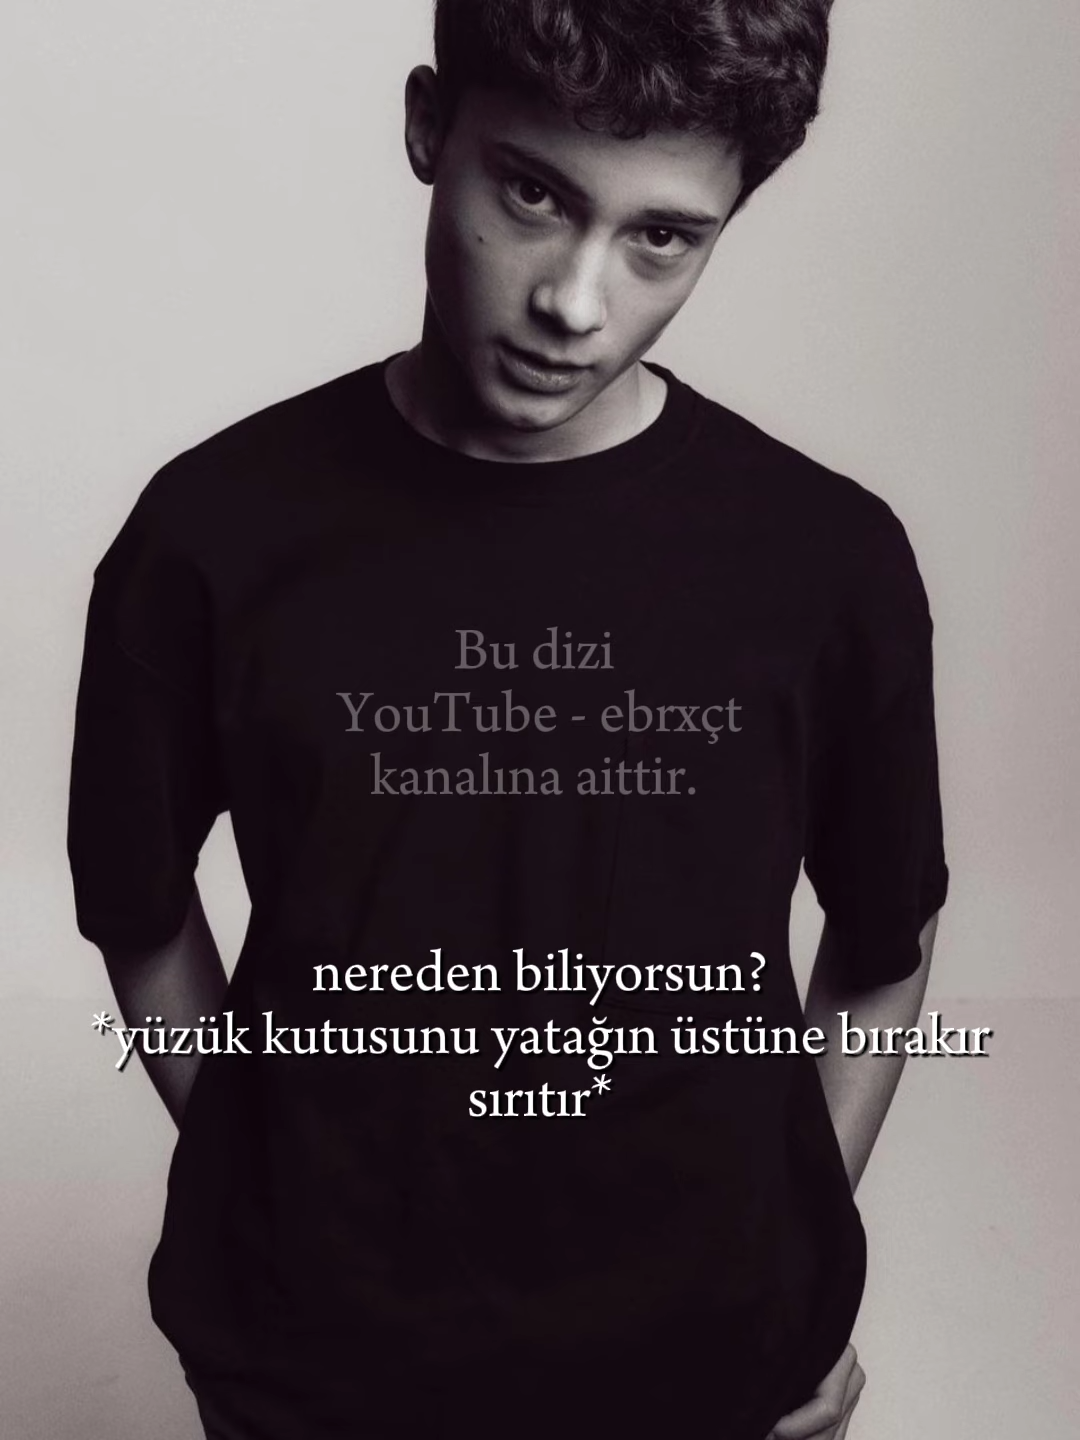 Bu dizi
YouTube - ebrxçt
kanalına aittir.
nereden biliyorsun?
*yüzük kutusunu yatağın üstüne bırakır
sırıtır*